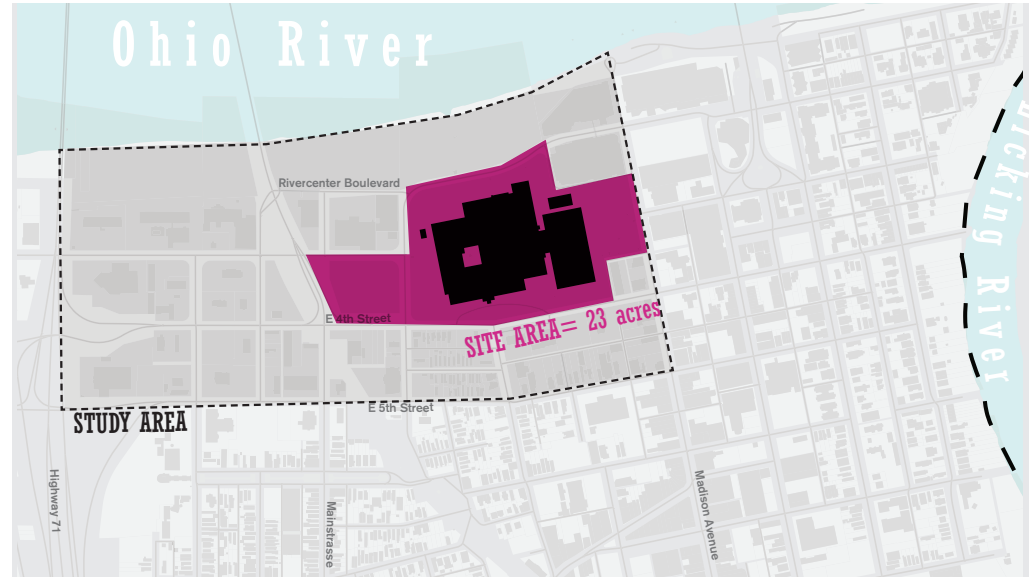 Ohio River
Rivercenter Boulevard
E 4th Street
SITE AREA= 23 acres
E 5th Street
STUDY AREA
Highway 71
Mainstrasse
Madison Avenue
Licking River